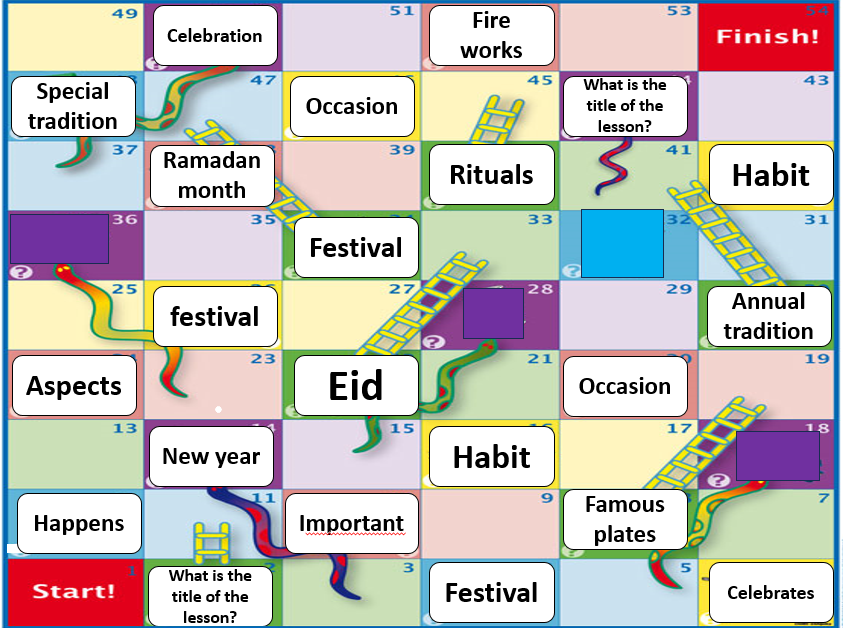 49
Celebration
51
Fire
works
53
54
Finish!
Special
tradition
47
Occasion
45
What is the
title of the
lesson?
43
37
Ramadan
month
39
Rituals
41
Habit
36
?
35
Festival
33
32
?
31
25
festival
27
28
?
29
Annual
tradition
Aspects
23
Eid
21
Occasion
19
13
New year
15
Habit
17
18
?
Happens
11
Important
9
Famous
plates
7
1
Start!
2
What is the
title of the
lesson?
3
Festival
5
Celebrates